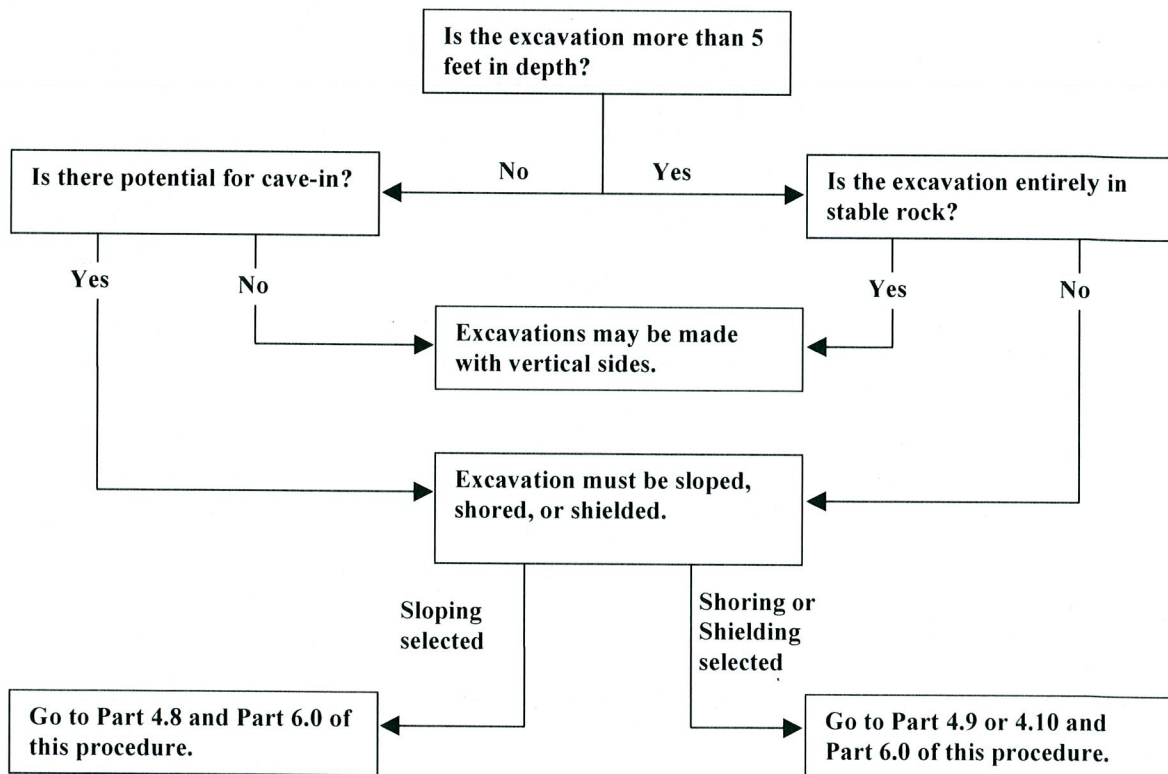 Is the excavation more than 5
feet in depth?
No
Yes
Is there potential for cave-in?
Is the excavation entirely in
stable rock?
Yes
No
Yes
No
Excavations may be made
with vertical sides.
Excavation must be sloped,
shored, or shielded.
Sloping
selected
Shoring or
Shielding
selected
Go to Part 4.8 and Part 6.0 of
this procedure.
Go to Part 4.9 or 4.10 and
Part 6.0 of this procedure.